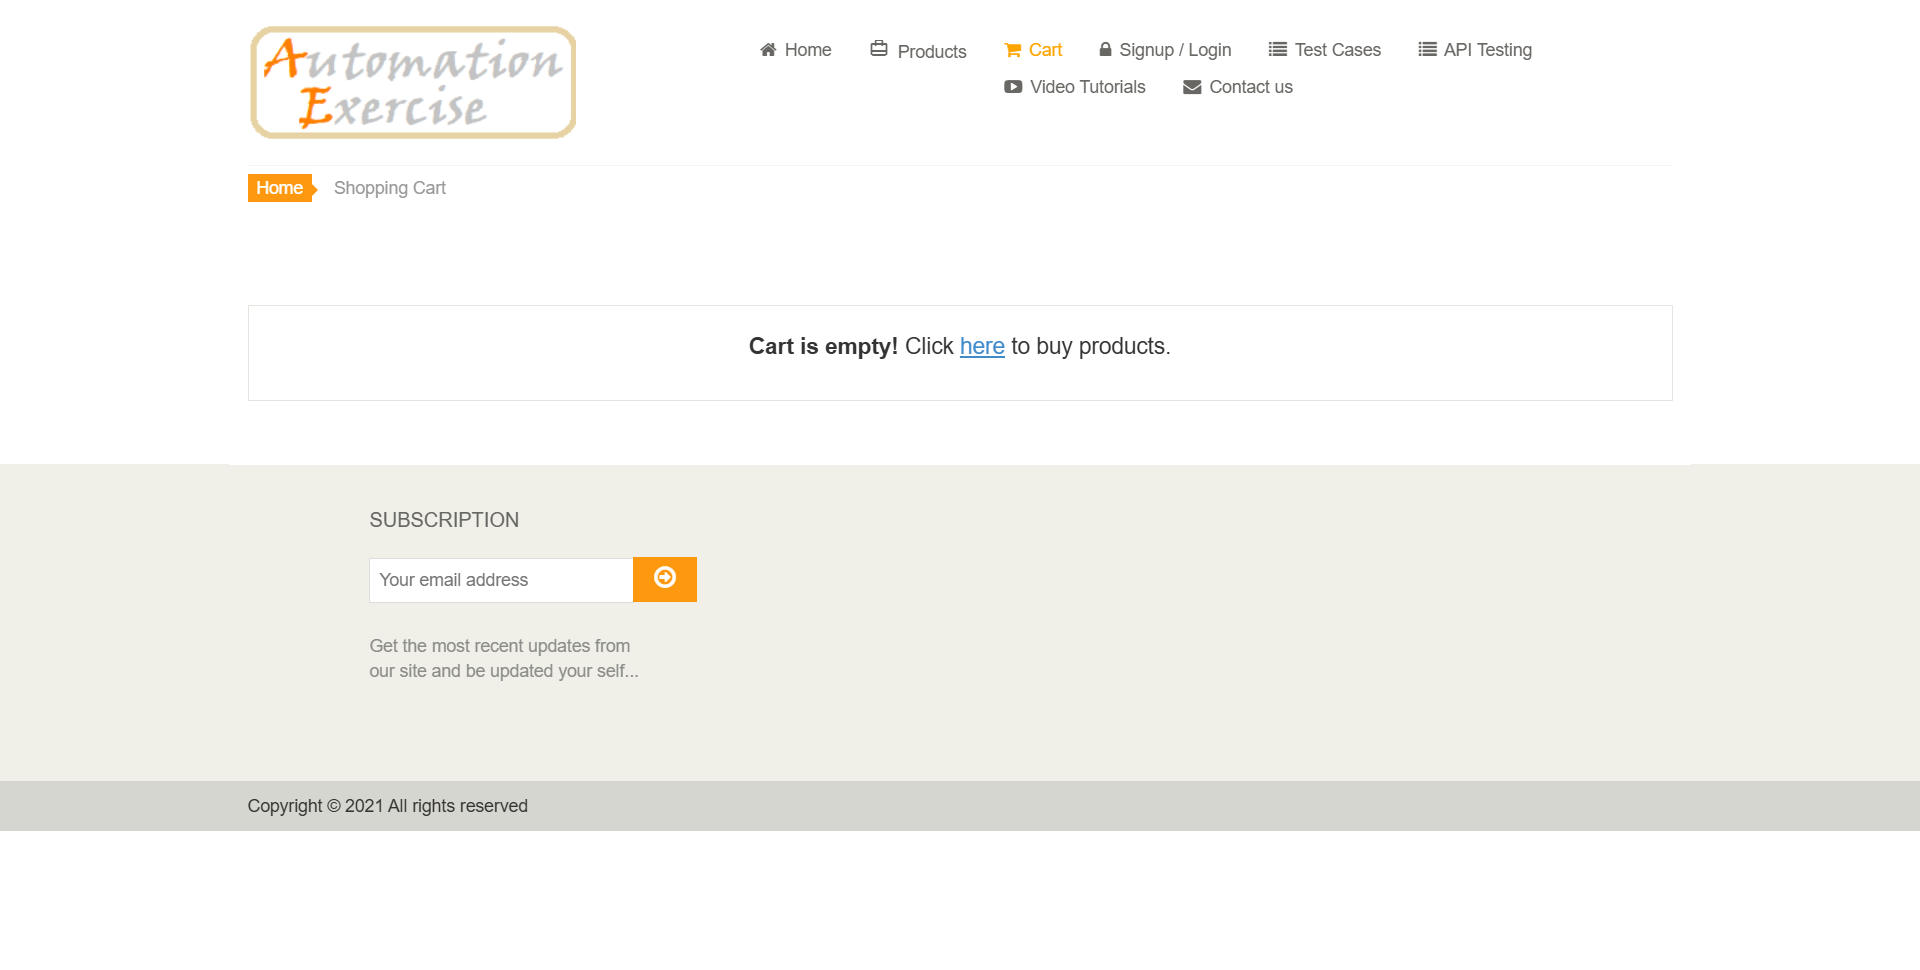 Automation
Exercise
Home Products Cart Signup / Login Test Cases API Testing
Video Tutorials Contact us
Home Shopping Cart
Cart is empty! Click here to buy products.
SUBSCRIPTION
Your email address
Get the most recent updates from
our site and be updated your self...
Copyright © 2021 All rights reserved